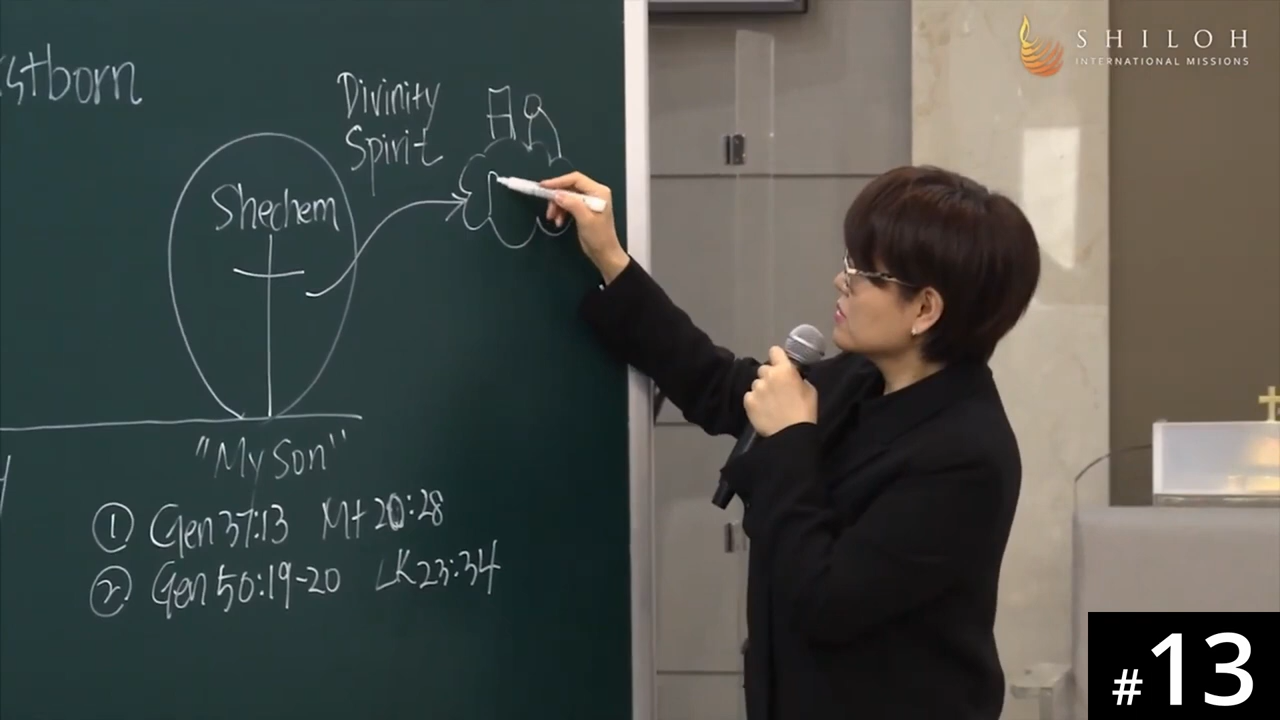 stborn
Divinity
Spirit
Shechem
"My Son"
① Gen 37:13 Mt 20:28
② Gen 50:19-20 LK 23:34
SHILOH
INTERNATIONAL MISSIONS
#13